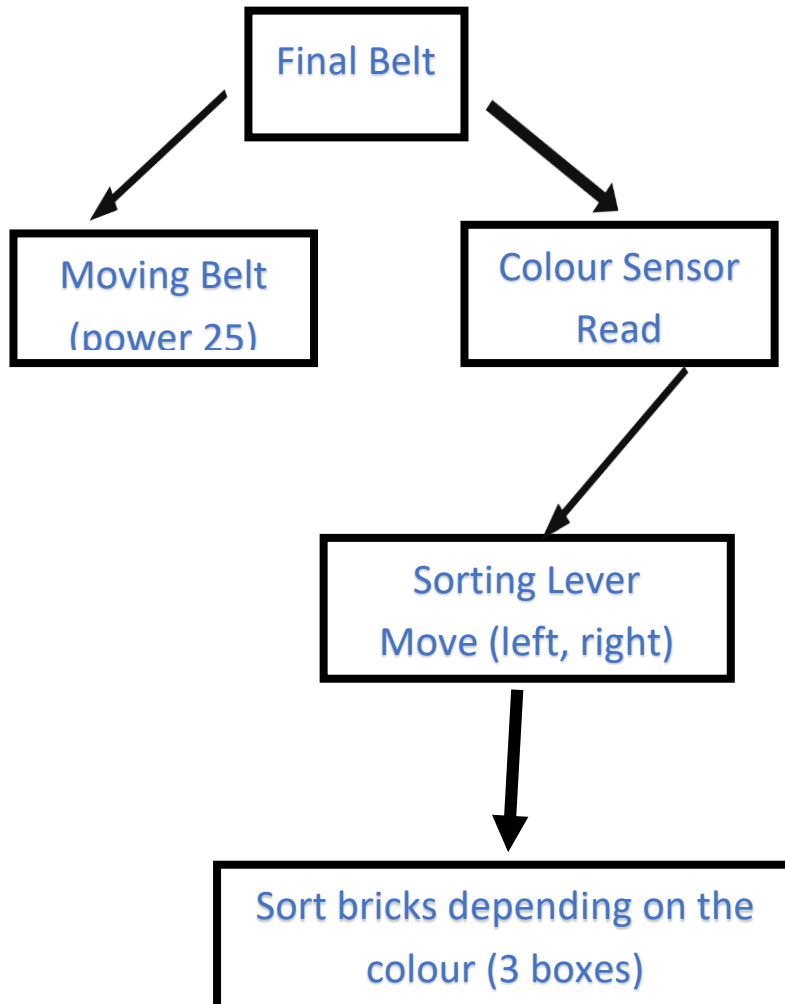 Final Belt
Moving Belt
(power 25)
Colour Sensor
Read
Sorting Lever
Move (left, right)
Sort bricks depending on the
colour (3 boxes)